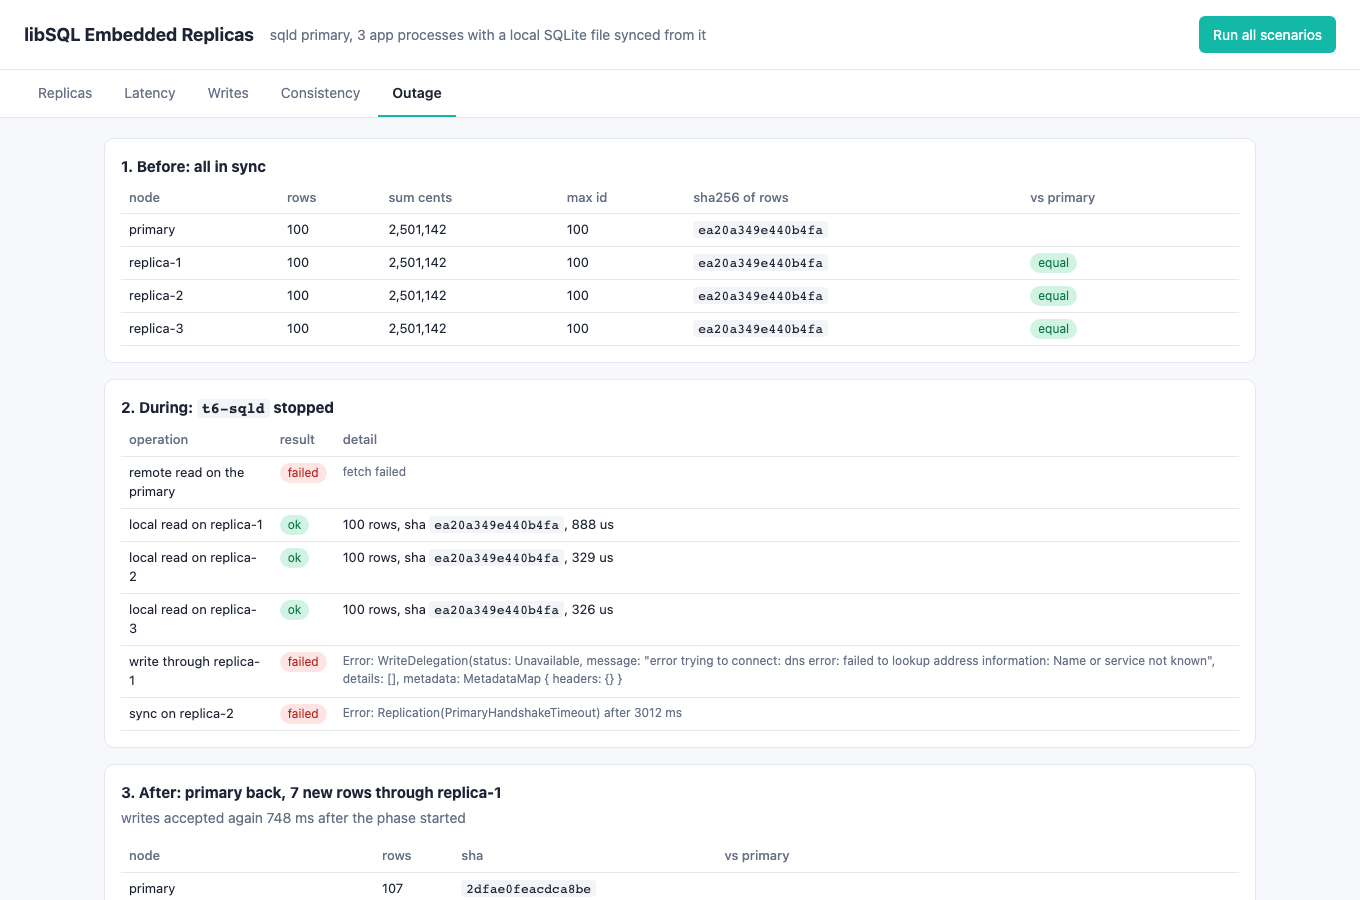 libSQL Embedded Replicas sqld primary, 3 app processes with a local SQLite file synced from it Run all scenarios
Replicas Latency Writes Consistency Outage
1. Before: all in sync
node rows sum cents max id sha256 of rows vs primary
primary 100 2,501,142 100 ea20a349e440b4fa
replica-1 100 2,501,142 100 ea20a349e440b4fa equal
replica-2 100 2,501,142 100 ea20a349e440b4fa equal
replica-3 100 2,501,142 100 ea20a349e440b4fa equal
2. During: t6-sqld stopped
operation result detail
remote read on the failed fetch failed
primary
local read on replica-1 ok 100 rows, sha ea20a349e440b4fa, 888 us
local read on replica- ok 100 rows, sha ea20a349e440b4fa, 329 us
2
local read on replica- ok 100 rows, sha ea20a349e440b4fa, 326 us
3
write through replica- failed Error: WriteDelegation(status: Unavailable, message: "error trying to connect: dns error: failed to lookup address information: Name or service not known",
1 details: [], metadata: MetadataMap { headers: {} }
sync on replica-2 failed Error: Replication(PrimaryHandshakeTimeout) after 3012 ms
3. After: primary back, 7 new rows through replica-1
writes accepted again 748 ms after the phase started
node rows sha vs primary
primary 107 2dfae0feacdca8be